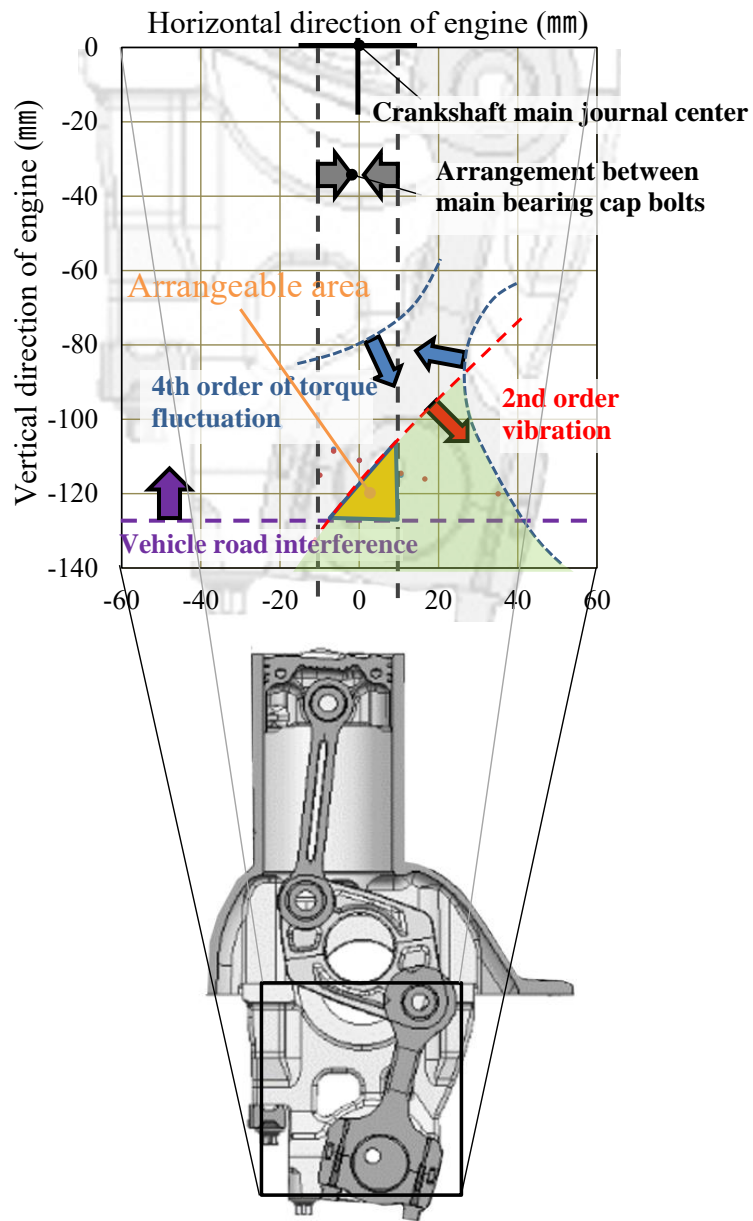 Horizontal direction of engine (㎜)
0
Crankshaft main journal center
-20
Arrangement between
main bearing cap bolts
-40
-60
Arrangeable area
-80
4th order of torque
fluctuation
2nd order
vibration
-100
-120
Vehicle road interference
-140
Vertical direction of engine (㎜)
-60 -40 -20 0 20 40 60